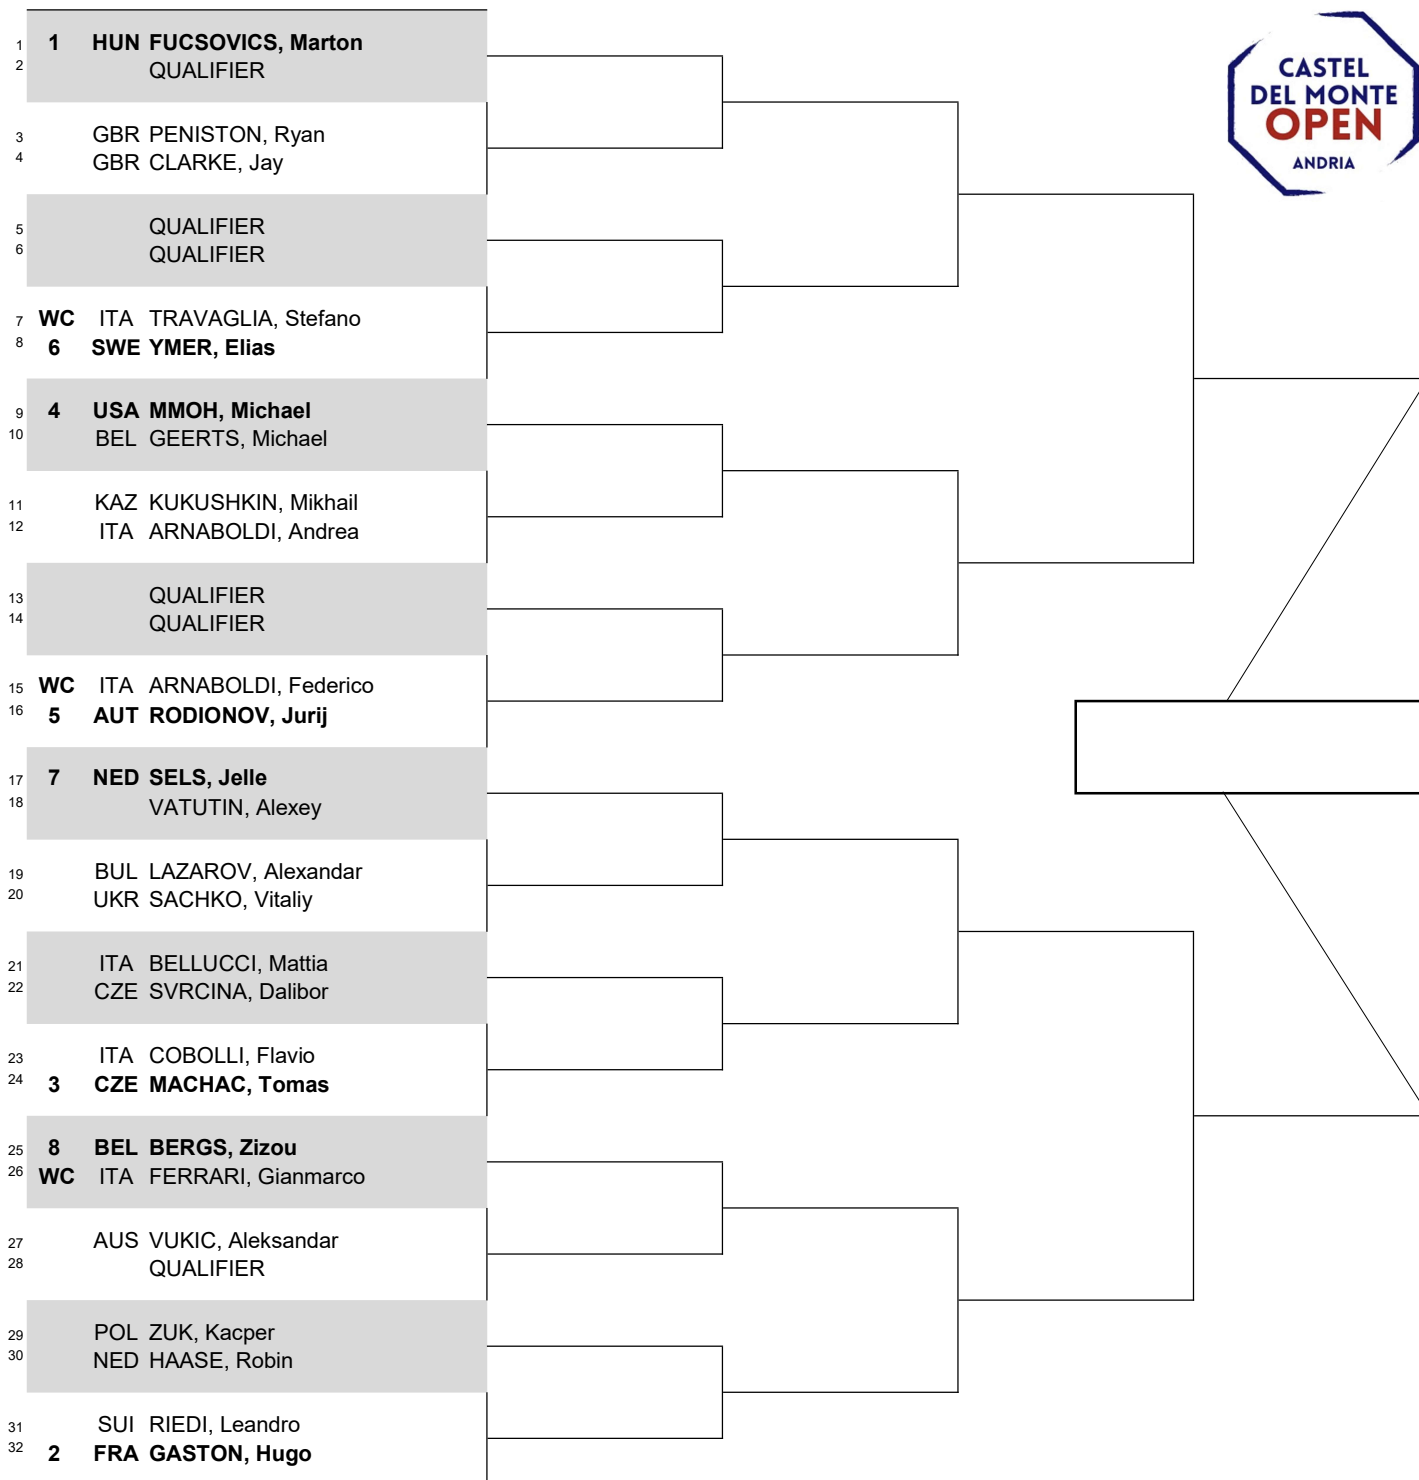 1 1 HUN FUCSOVICS, Marton
2 QUALIFIER
3 GBR PENISTON, Ryan
4 GBR CLARKE, Jay
5 QUALIFIER
6 QUALIFIER
7 WC ITA TRAVAGLIA, Stefano
8 6 SWE YMER, Elias
9 4 USA MMOH, Michael
10 BEL GEERTS, Michael
11 KAZ KUKUSHKIN, Mikhail
12 ITA ARNABOLDI, Andrea
13 QUALIFIER
14 QUALIFIER
15 WC ITA ARNABOLDI, Federico
16 5 AUT RODIONOV, Jurij
17 7 NED SELS, Jelle
18 VATUTIN, Alexey
19 BUL LAZAROV, Alexandar
20 UKR SACHKO, Vitaliy
21 ITA BELLUCCI, Mattia
22 CZE SVRCINA, Dalibor
23 ITA COBOLLI, Flavio
24 3 CZE MACHAC, Tomas
25 8 BEL BERGS, Zizou
26 WC ITA FERRARI, Gianmarco
27 AUS VUKIC, Aleksandar
28 QUALIFIER
29 POL ZUK, Kacper
30 NED HAASE, Robin
31 SUI RIEDI, Leandro
32 2 FRA GASTON, Hugo
CASTEL
DEL MONTE
OPEN
ANDRIA